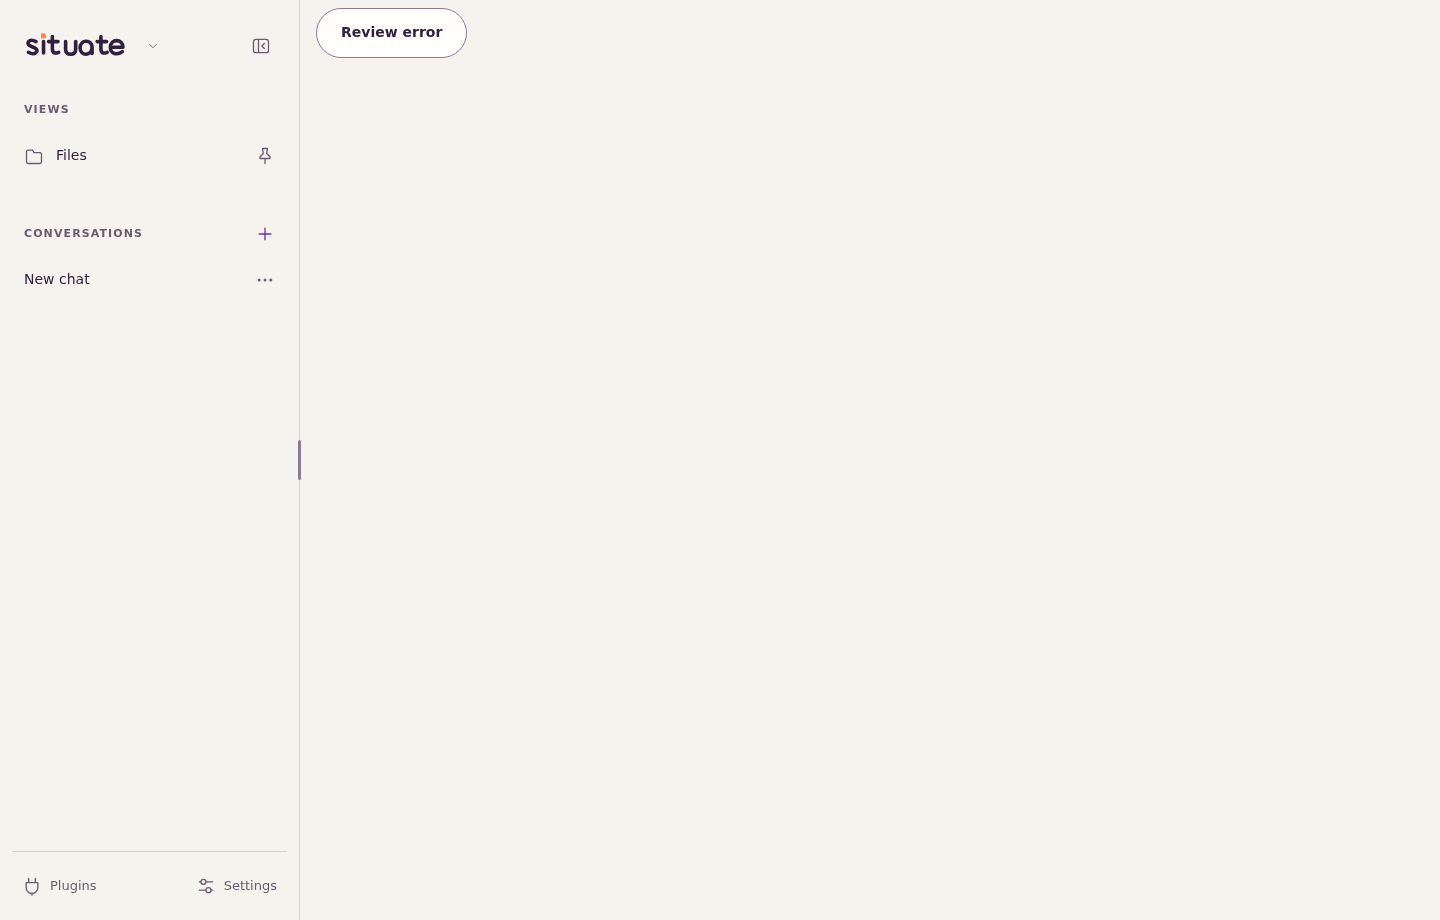 situate
Review error
VIEWS
Files
CONVERSATIONS
New chat
Plugins
Settings